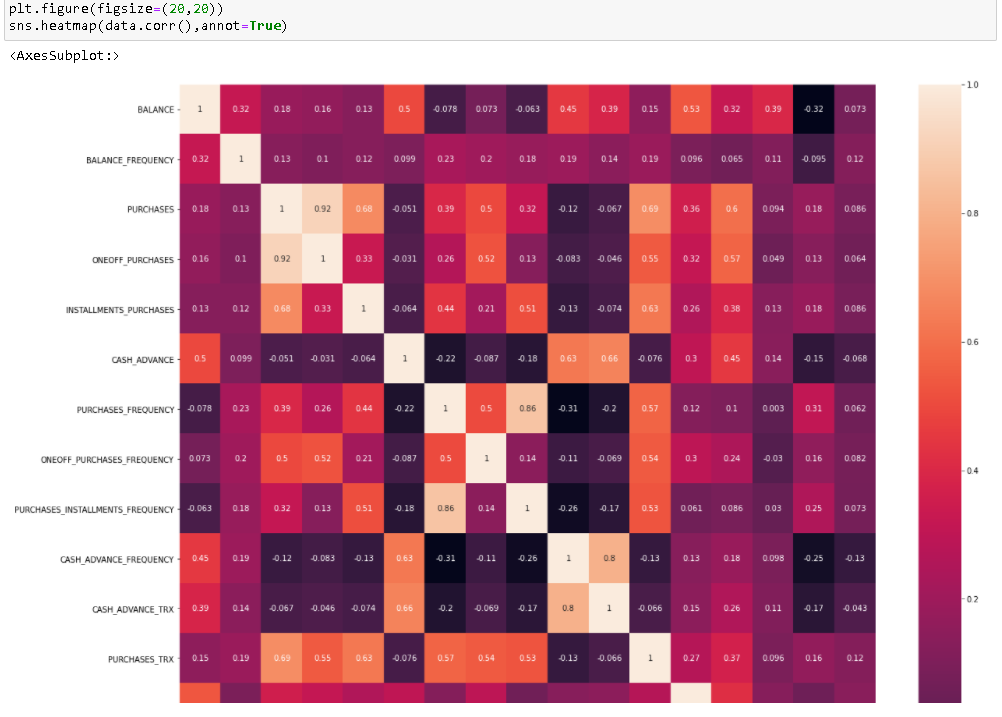 plt.figure(figsize=(20,20))
sns.heatmap(data.corr(),annot=True)
<AxesSubplot:>
BALANCE 1 0.32 0.18 0.16 0.13 0.5 -0.078 0.073 -0.063 0.45 0.39 0.15 0.53 0.32 0.39 -0.32 0.073
BALANCE_FREQUENCY 0.32 1 0.13 0.1 0.12 0.099 0.23 0.2 0.18 0.19 0.14 0.19 0.096 0.065 0.11 -0.095 0.12
PURCHASES 0.18 0.13 1 0.92 0.68 -0.051 0.39 0.5 0.32 -0.12 -0.067 0.69 0.36 0.6 0.094 0.18 0.086
ONEOFF_PURCHASES 0.16 0.1 0.92 1 0.33 -0.031 0.26 0.52 0.13 -0.083 -0.046 0.55 0.32 0.57 0.049 0.13 0.064
INSTALLMENTS_PURCHASES 0.13 0.12 0.68 0.33 1 -0.064 0.44 0.21 0.51 -0.13 -0.074 0.63 0.26 0.38 0.13 0.18 0.086
CASH_ADVANCE 0.5 0.099 -0.051 -0.031 -0.064 1 -0.22 -0.087 -0.18 0.63 0.66 -0.076 0.3 0.45 0.14 -0.15 -0.068
PURCHASES_FREQUENCY -0.078 0.23 0.39 0.26 0.44 -0.22 1 0.5 0.86 -0.31 -0.2 0.57 0.12 0.1 0.003 0.31 0.062
ONEOFF_PURCHASES_FREQUENCY 0.073 0.2 0.5 0.52 0.21 -0.087 0.5 1 0.14 -0.11 -0.069 0.54 0.3 0.24 -0.03 0.16 0.082
PURCHASES_INSTALLMENTS_FREQUENCY -0.063 0.18 0.32 0.13 0.51 -0.18 0.86 0.14 1 -0.26 -0.17 0.53 0.061 0.086 0.03 0.25 0.073
CASH_ADVANCE_FREQUENCY 0.45 0.19 -0.12 -0.083 -0.13 0.63 -0.31 -0.11 -0.26 1 0.8 -0.13 0.13 0.18 0.098 -0.25 -0.13
CASH_ADVANCE_TRX 0.39 0.14 -0.067 -0.046 -0.074 0.66 -0.2 -0.069 -0.17 0.8 1 -0.066 0.15 0.26 0.11 -0.17 -0.043
PURCHASES_TRX 0.15 0.19 0.69 0.55 0.63 -0.076 0.57 0.54 0.53 -0.13 -0.066 1 0.27 0.37 0.096 0.16 0.12
1.0
0.8
0.6
0.4
0.2